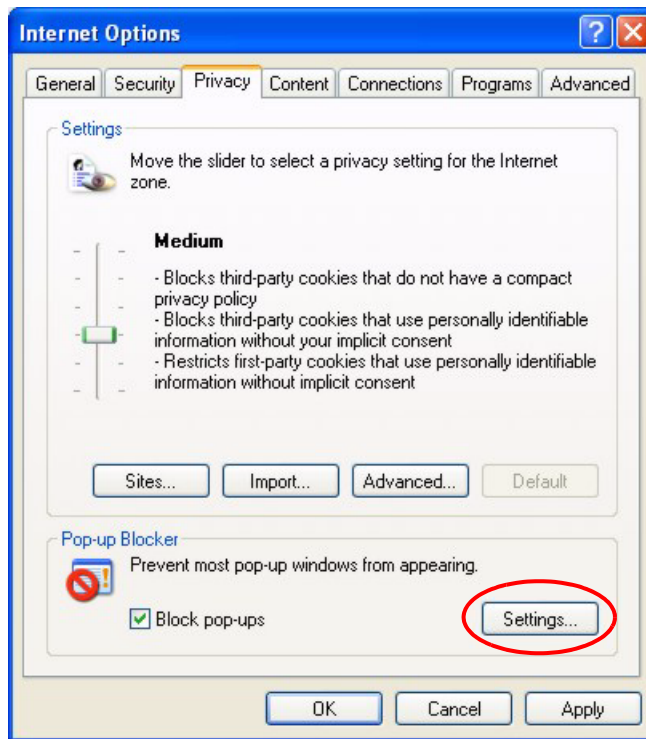 Internet Options
General Security Privacy Content Connections Programs Advanced
Settings
Move the slider to select a privacy setting for the Internet
zone.
Medium
- Blocks third-party cookies that do not have a compact
privacy policy
- Blocks third-party cookies that use personally identifiable
information without your implicit consent
- Restricts first-party cookies that use personally identifiable
information without implicit consent
Sites... Import... Advanced... Default
Pop-up Blocker
Prevent most pop-up windows from appearing.
Block pop-ups Settings...
OK Cancel Apply